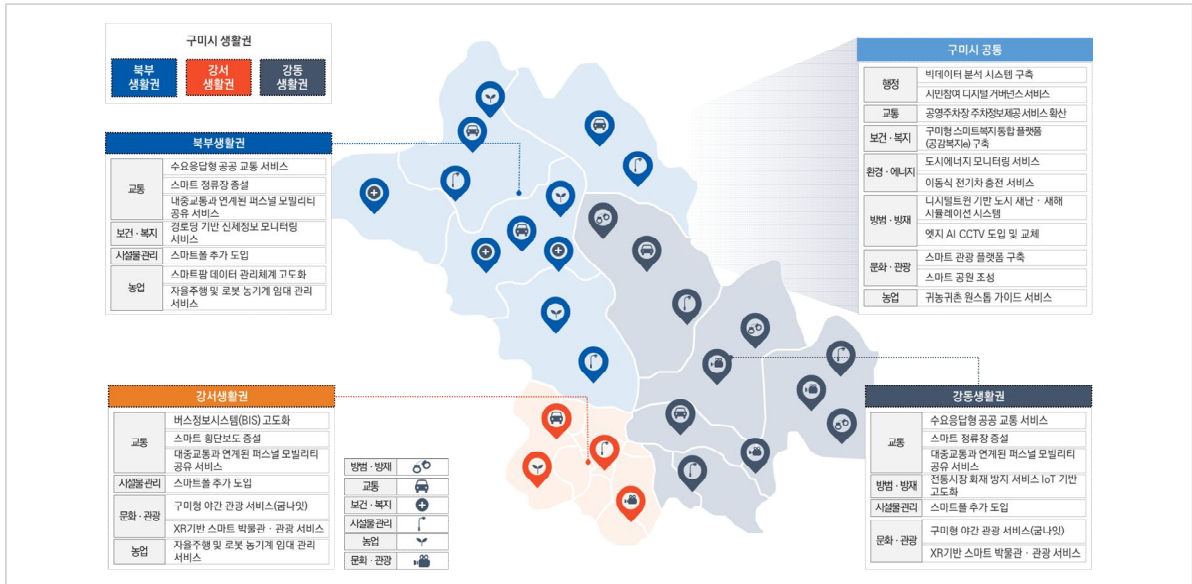 구미시 생활권
북부
생활권
강서
생활권
강동
생활권
북부생활권
교통
수요응답형 공공 교통 서비스
스마트 정류장 증설
대중교통과 연계된 퍼스널 모빌리티
공유 서비스
보건·복지
경로당 기반 신체정보 모니터링
서비스
시설물관리
스마트폴 추가 도입
농업
스마트팜 데이터 관리체계 고도화
자율주행 및 로봇 농기계 임대 관리
서비스
강서생활권
교통
버스정보시스템(BIS) 고도화
스마트 횡단보도 증설
대중교통과 연계된 퍼스널 모빌리티
공유 서비스
시설물관리
스마트폴 추가 도입
문화·관광
구미형 야간 관광 서비스(굼나잇)
XR기반 스마트 박물관·관광 서비스
농업
자율주행 및 로봇 농기계 임대 관리
서비스
방범·방재
교통
보건·복지
시설물관리
농업
문화·관광
구미시 공통
행정
빅데이터 분석 시스템 구축
시민참여 디지털 거버넌스 서비스
교통
공영주차장 주차정보제공 서비스 확산
보건·복지
구미형 스마트복지 통합 플랫폼
(공감복지e) 구축
환경·에너지
도시에너지 모니터링 서비스
이동식 전기차 충전 서비스
방범·방재
디지털트윈 기반 도시 재난·재해
시뮬레이션 시스템
엣지 AI CCTV 도입 및 교체
문화·관광
스마트 관광 플랫폼 구축
스마트 공원 조성
농업
귀농귀촌 원스톱 가이드 서비스
강동생활권
교통
수요응답형 공공 교통 서비스
스마트 정류장 증설
대중교통과 연계된 퍼스널 모빌리티
공유 서비스
방범·방재
전통시장 화재 방지 서비스 IoT 기반
고도화
시설물관리
스마트폴 추가 도입
문화·관광
구미형 야간 관광 서비스(굼나잇)
XR기반 스마트 박물관·관광 서비스